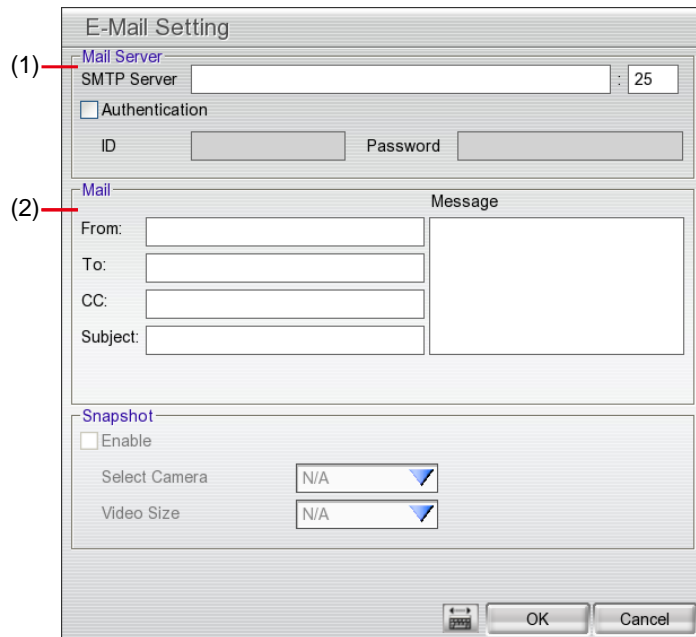 E-Mail Setting
(1)
Mail Server
SMTP Server : 25
Authentication
ID Password
(2)
Mail
Message
From:
To:
CC:
Subject:
Snapshot
Enable
Select Camera N/A
Video Size N/A
OK Cancel